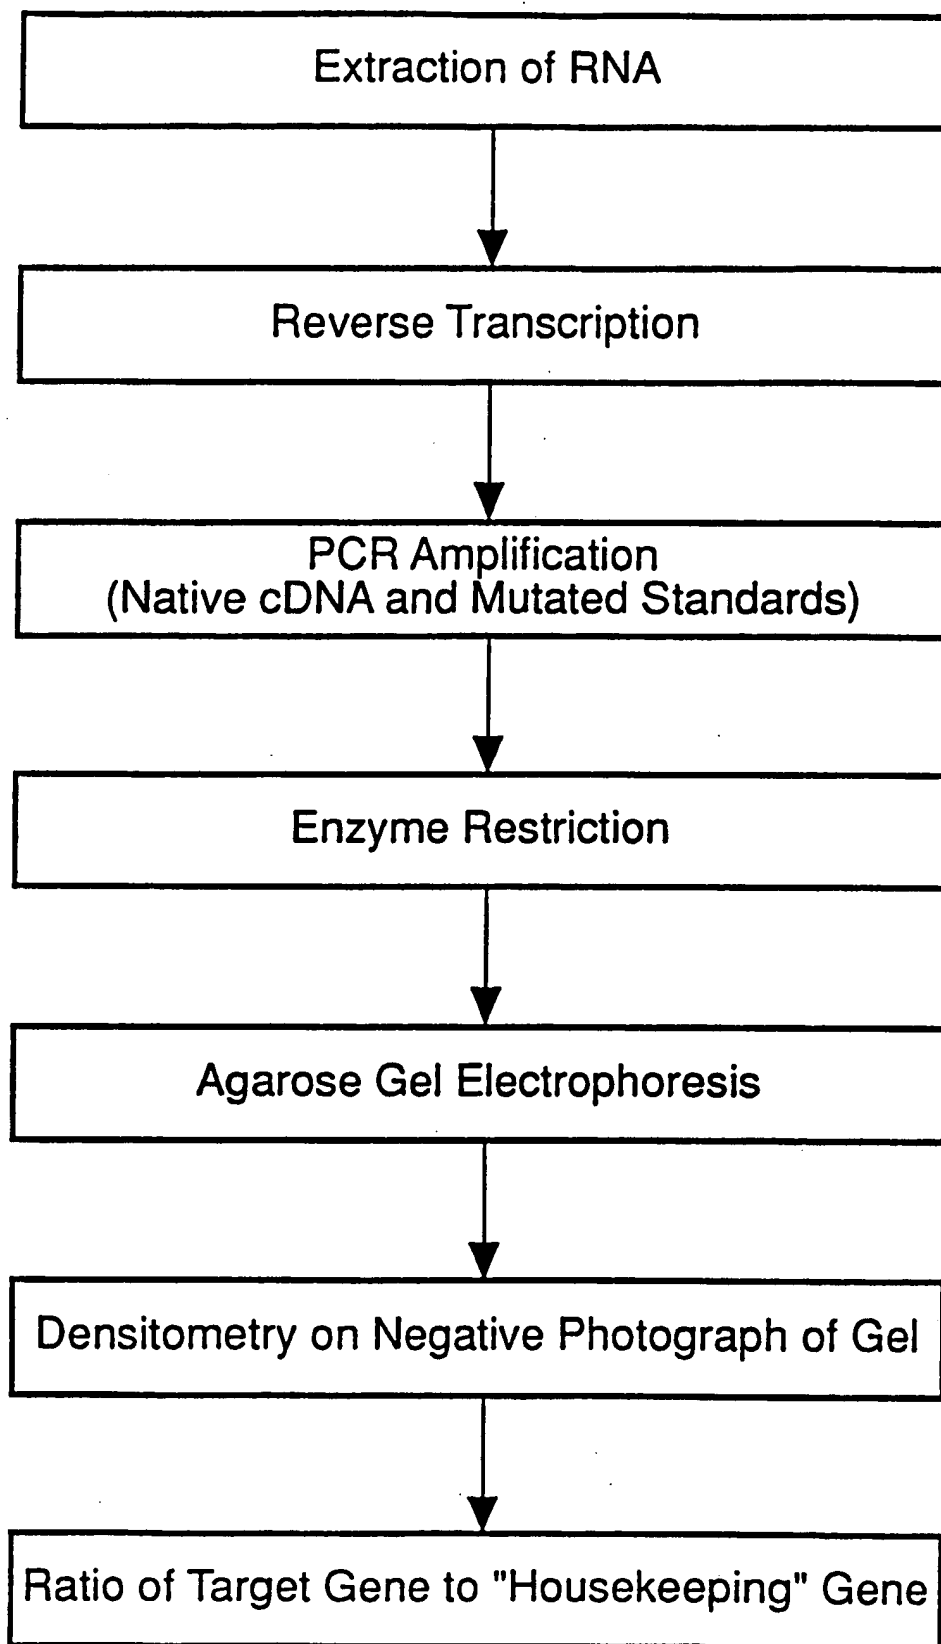 Extraction of RNA
Reverse Transcription
PCR Amplification
(Native cDNA and Mutated Standards)
Enzyme Restriction
Agarose Gel Electrophoresis
Densitometry on Negative Photograph of Gel
Ratio of Target Gene to "Housekeeping" Gene